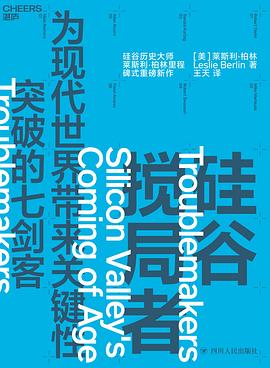 CHEERS
湛庐
硅谷历史大师
莱斯利·柏林里程
碑式重磅新作
[美]莱斯利·柏林
Leslie Berlin 著
王天 译
硅谷
搅局者
Troublemakers
Silicon Valley's
Coming of Age
为现代世界带来关键性
突破的七剑客
Troublemakers
四川人民出版社